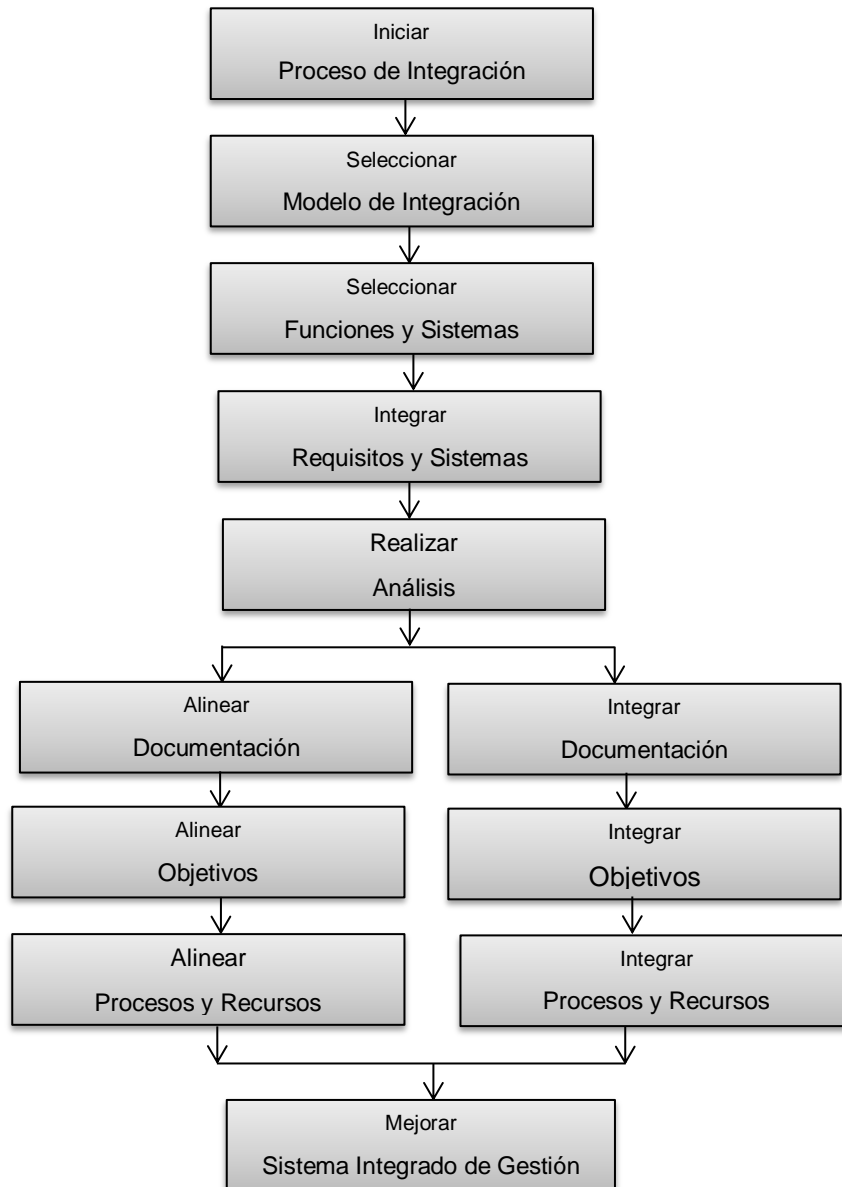 Iniciar
Proceso de Integración
Seleccionar
Modelo de Integración
Seleccionar
Funciones y Sistemas
Integrar
Requisitos y Sistemas
Realizar
Análisis
Alinear
Documentación
Integrar
Documentación
Alinear
Objetivos
Integrar
Objetivos
Alinear
Procesos y Recursos
Integrar
Procesos y Recursos
Mejorar
Sistema Integrado de Gestión